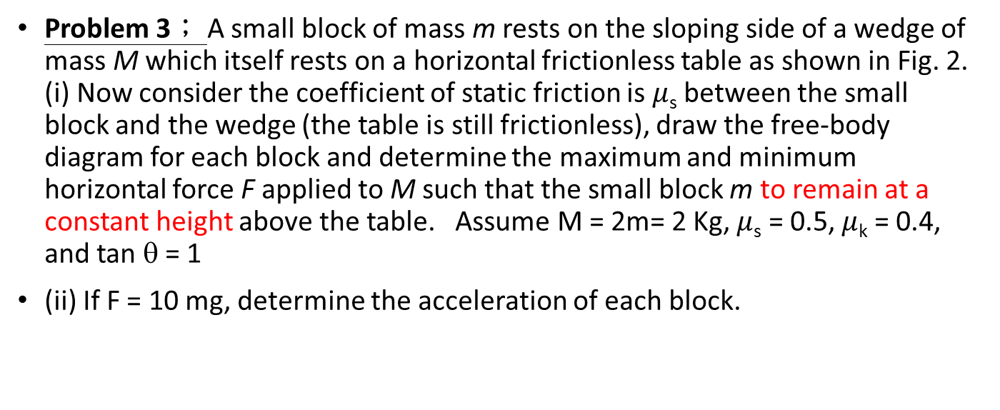 • Problem 3； A small block of mass m rests on the sloping side of a wedge of
mass M which itself rests on a horizontal frictionless table as shown in Fig. 2.
(i) Now consider the coefficient of static friction is μs between the small
block and the wedge (the table is still frictionless), draw the free-body
diagram for each block and determine the maximum and minimum
horizontal force F applied to M such that the small block m to remain at a
constant height above the table. Assume M = 2m= 2 Kg, μs = 0.5, μk = 0.4,
and tan θ = 1
• (ii) If F = 10 mg, determine the acceleration of each block.